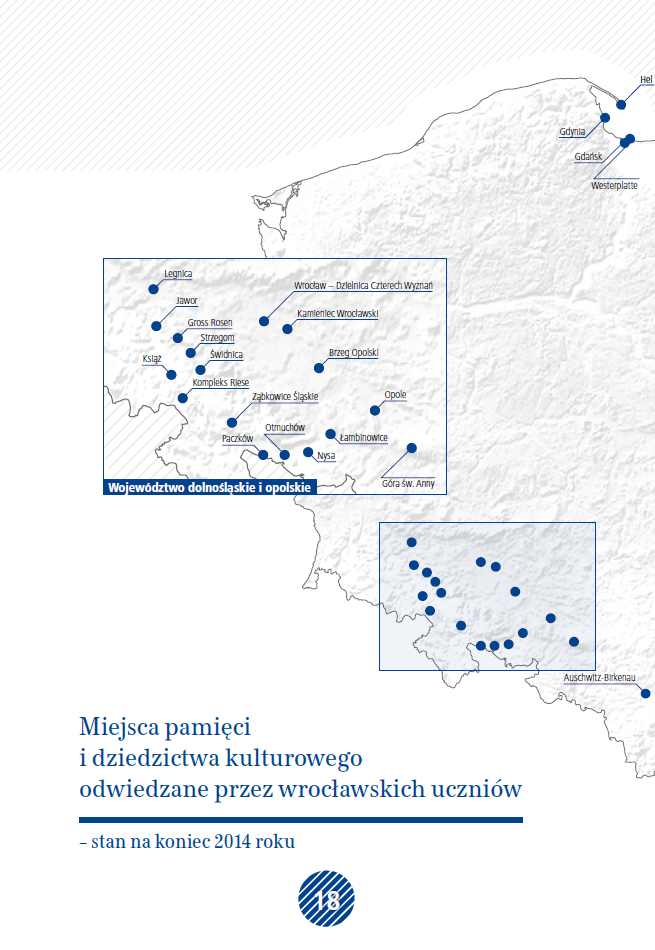 Hel
Gdynia
Gdańsk
Westerplatte
Legnica
Wrocław – Dzielnica Czterech Wyznań
Jawor
Kamieniec Wrocławski
Gross Rosen
Strzegom
Książ
Świdnica
Brzeg Opolski
Kompleks Riese
Ząbkowice Śląskie
Opole
Otmuchów
Paczków
Łambinowice
Nysa
Góra św. Anny
Województwo dolnośląskie i opolskie
Auschwitz-Birkenau
Miejsca pamięci
i dziedzictwa kulturowego
odwiedzane przez wrocławskich uczniów
– stan na koniec 2014 roku
18